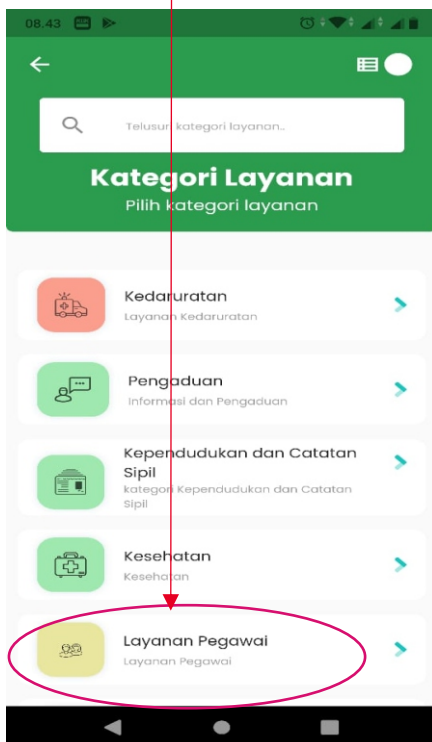 08.43
Telusuri kategori layanan..
Kategori Layanan
Pilih kategori layanan
Kedaruratan
Layanan Kedaruratan
Pengaduan
Informasi dan Pengaduan
Kependudukan dan Catatan
Sipil
kategori Kependudukan dan Catatan
Sipil
Kesehatan
Kesehatan
Layanan Pegawai
Layanan Pegawai